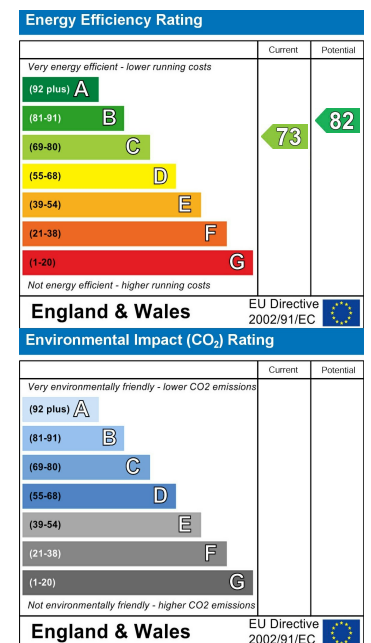 Energy Efficiency Rating
Current Potential
Very energy efficient - lower running costs
(92 plus) A
(81-91) B
(69-80) C
(55-68) D
(39-54) E
(21-38) F
(1-20) G
73
82
Not energy efficient - higher running costs
England & Wales
EU Directive
2002/91/EC
Environmental Impact (CO₂) Rating
Current Potential
Very environmentally friendly - lower CO2 emissions
(92 plus) A
(81-91) B
(69-80) C
(55-68) D
(39-54) E
(21-38) F
(1-20) G
Not environmentally friendly - higher CO2 emissions
England & Wales
EU Directive
2002/91/EC